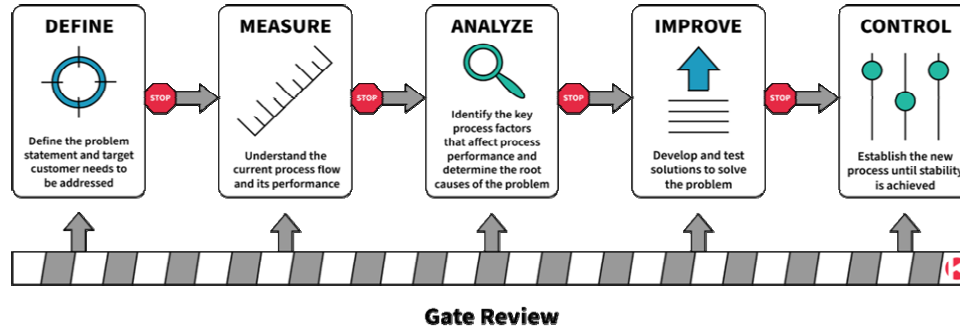 DEFINE
Define the problem
statement and target
customer needs to
be addressed
STOP
MEASURE
Understand the
current process flow
and its performance
STOP
ANALYZE
Identify the key
process factors
that affect process
performance and
determine the root
causes of the problem
STOP
IMPROVE
Develop and test
solutions to solve
the problem
STOP
CONTROL
Establish the new
process until stability
is achieved
Gate Review